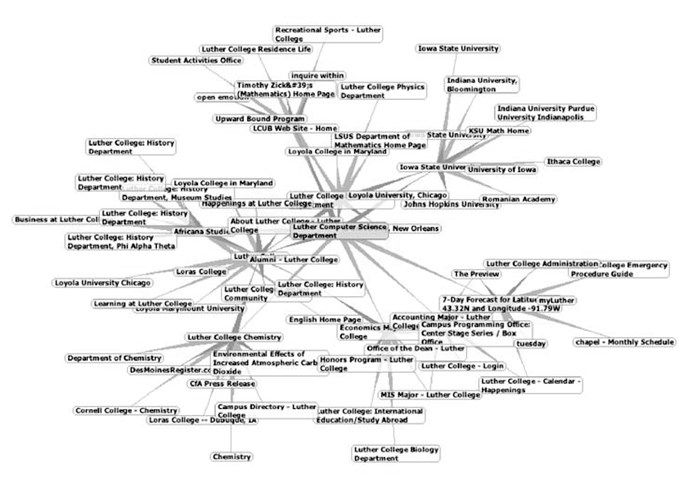 Recreational Sports - Luther
College
Luther College Residence Life
Iowa State University
Student Activities Office
inquire within
Timothy Zick&#39;s
(Mathematics) Home Page
Luther College Physics
Department
Indiana University,
Bloomington
open
Upward Bound Program
Indiana University Purdue
University Indianapolis
LCUB Web Site - Home
LSUS Department of
Mathematics Home Page
State
KSU Math Home
Luther College: History
Department
Loyola College in Maryland
Iowa State
University of Iowa
Ithaca College
Luther College: History
Department
Loyola College in Maryland
Department, Museum Studies
Happenings at Luther
Luther College
Loyola University, Chicago
Johns Hopkins University
Romanian Academy
Business at Luther
Luther College: History
Department
About Luther College - Luther
College
Africana
Luther Computer Science
Department
, New Orleans
Luther College: History
Department, Phi Alpha Theta
Alumni - Luther College
Loras College
Luther College Administration
College Emergency
Procedure Guide
The Preview
Loyola University Chicago
Luther
Community
Luther College: History
Department
Learning at Luther College
Loyola Marymount University
7-Day Forecast for
43.32N and Longitude -91.79W
myLuther
English Home Page
Accounting Major - Luther
College
Economics
Campus Programming Office:
Center Stage Series / Box
Office
Luther College Chemistry
tuesday
chapel - Monthly Schedule
Office of the Dean - Luther
Department of Chemistry
Environmental Effects of
Increased Atmospheric
Dioxide
Honors Program - Luther
College
Luther College - Login
CfA Press Release
Luther College - Calendar -
Happenings
MIS Major - Luther College
Cornell College - Chemistry
Campus Directory - Luther
College
Luther College: International
Education/Study Abroad
Loras College -- Dubuque, IA
Chemistry
Luther College Biology
Department